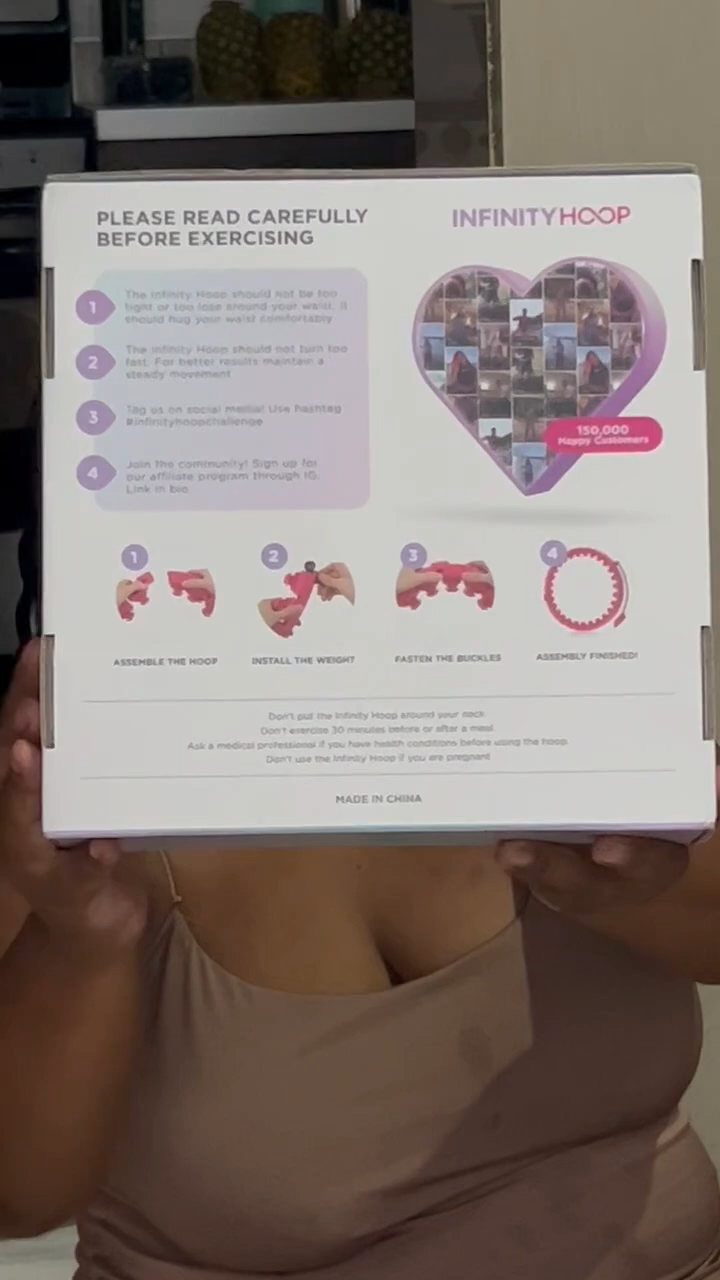 PLEASE READ CAREFULLY
BEFORE EXERCISING
INFINITYHOOP
1
The Infinity Hoop should not be too
tight or too lose around your waist. It
should hug your waist comfortably
2
The Infinity Hoop should not turn too
fast. For better results maintain a
steady movement
3
Tag us on social media! Use hashtag
#infinityhoopchallenge
4
Join the community! Sign up for
our affiliate program through IG.
Link in bio
150,000
Happy Customers
1
2
3
4
ASSEMBLE THE HOOP
INSTALL THE WEIGHT
FASTEN THE BUCKLES
ASSEMBLY FINISHED!
Don't put the Infinity Hoop around your neck
Don't exercise 30 minutes before or after a meal
Ask a medical professional if you have health conditions before using the hoop.
Don't use the Infinity Hoop if you are pregnant
MADE IN CHINA